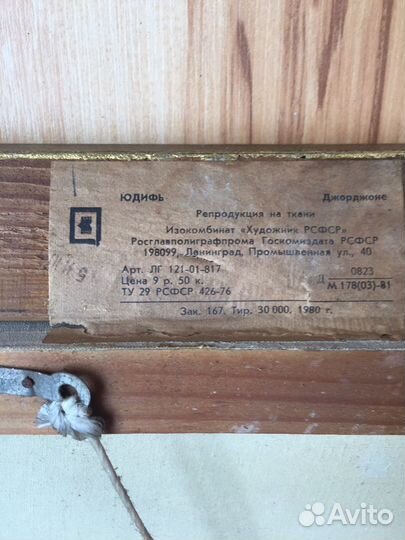 ЮДИФЬ Джорджоне
Репродукция на ткани
Изокомбинат «Художник РСФСР»
Росглавполиграфпрома Госкомиздата РСФСР
198099, Ленинград, Промышленная ул., 40
Арт. ЛГ 121-01-817
Цена 9 р. 50 к.
ТУ 29 РСФСР 426-76
Д 0823
М 178(03)-81
Зак. 167. Тир. 30 000. 1980 г.
Avito